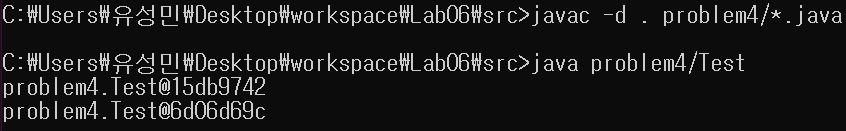 C:₩Users₩유성민₩Desktop₩workspace₩Lab06₩src>javac -d . problem4/*.java
C:₩Users₩유성민₩Desktop₩workspace₩Lab06₩src>java problem4/Test
problem4.Test@15db9742
problem4.Test@6d06d69c